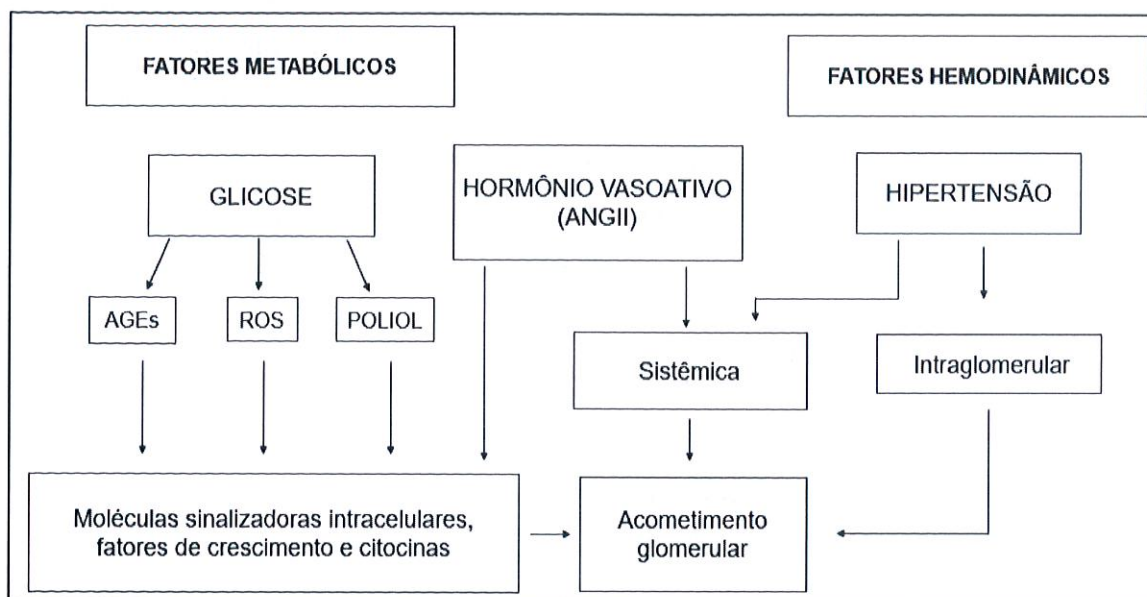 FATORES METABÓLICOS
FATORES HEMODINÂMICOS
GLICOSE
HORMÔNIO VASOATIVO
(ANGII)
HIPERTENSÃO
AGEs
ROS
POLIOL
Sistêmica
Intraglomerular
Moléculas sinalizadoras intracelulares,
fatores de crescimento e citocinas
Acometimento
glomerular